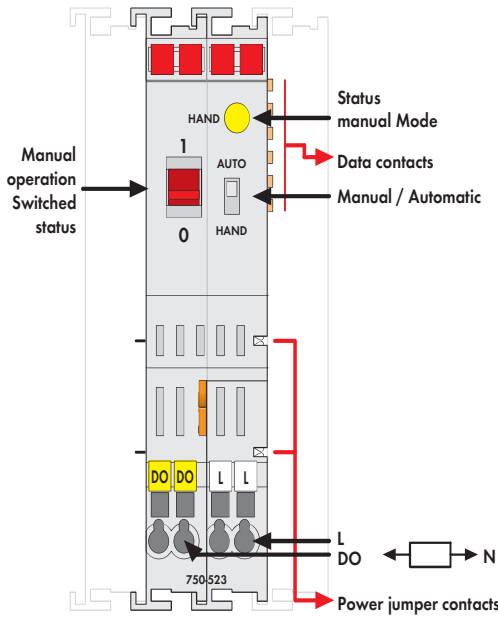 HAND
Status
manual Mode
1
AUTO
Manual
operation
Switched
status
Data contacts
Manual / Automatic
0
HAND
DO DO L L
L
DO
N
750-523
Power jumper contacts